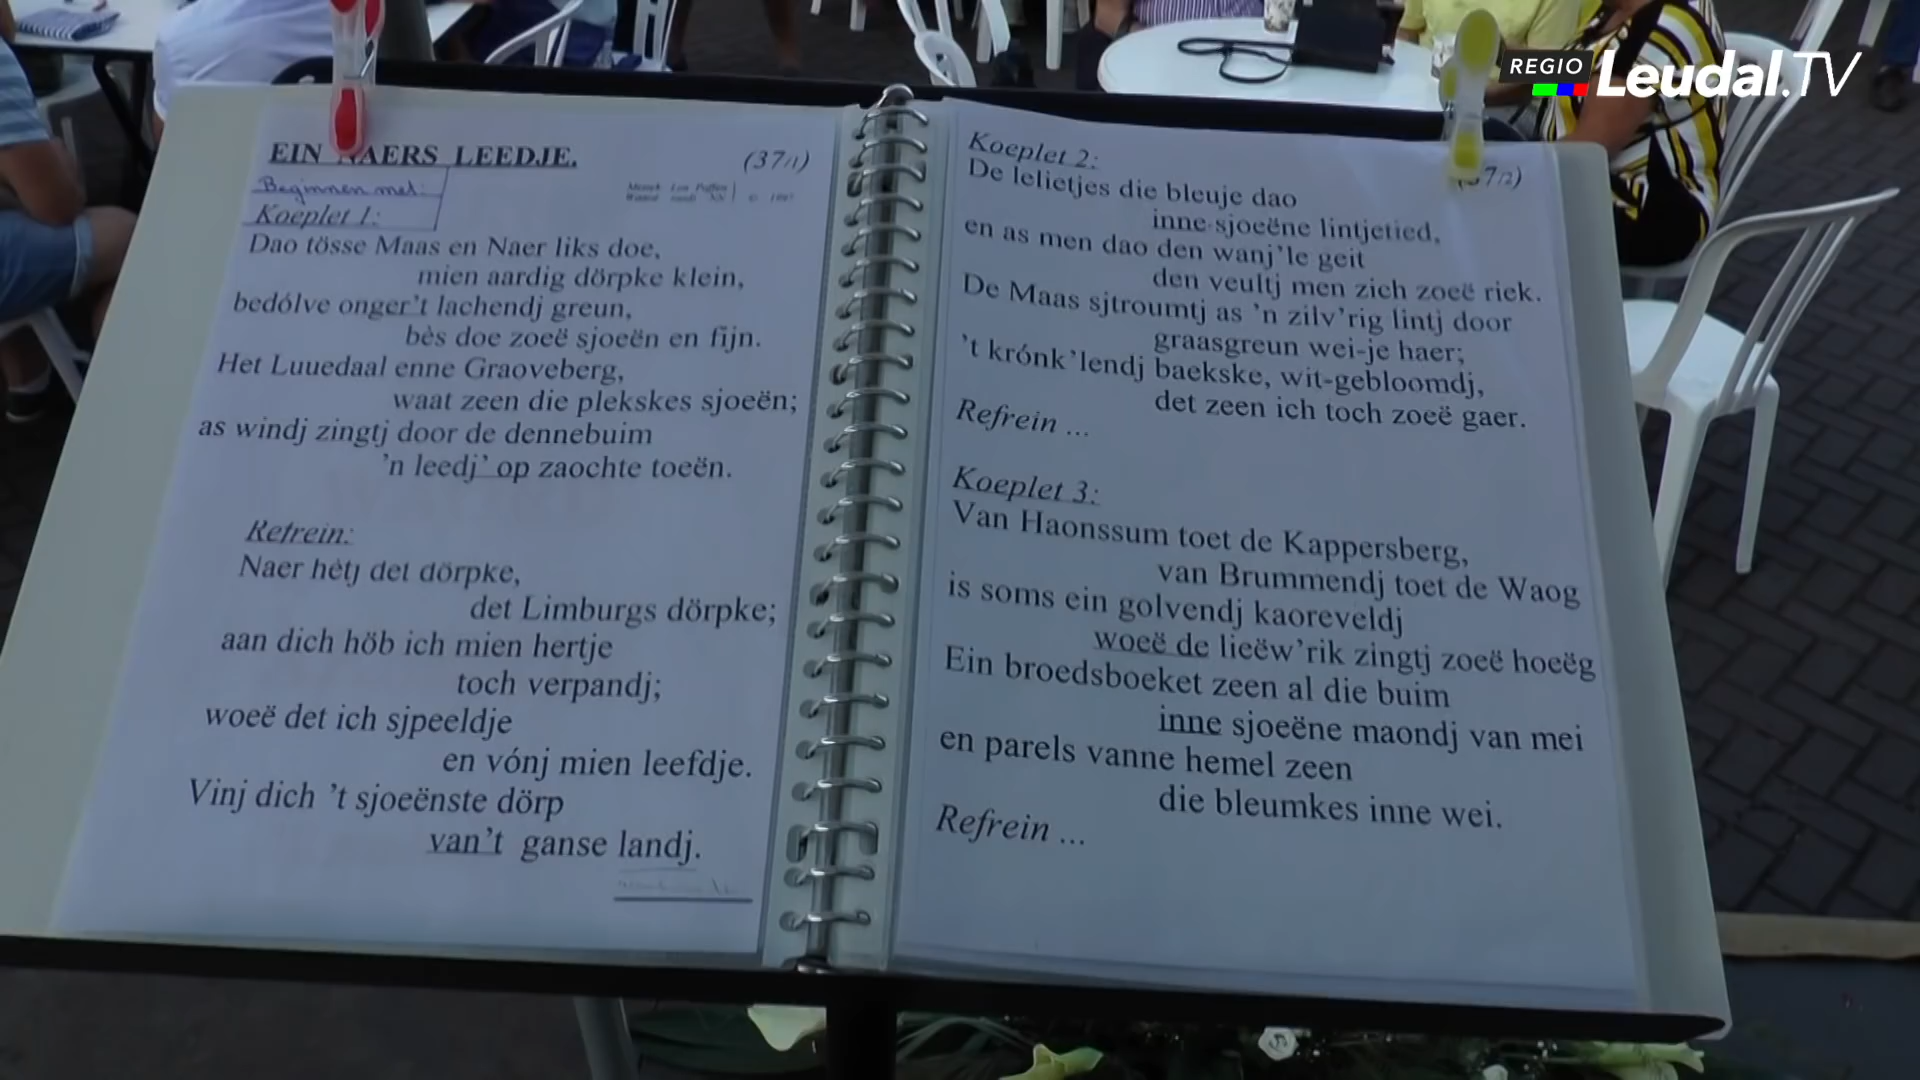 REGIO Leudal.TV
EIN NAERS LEEDJE.
(37/1)
Beginnen met:
© 1997
Koeplet 1:
Dao tösse Maas en Naer liks doe,
mien aardig dörpke klein,
bedólve onger't lachendj greun,
bès doe zoeë sjoeën en fijn.
Het Luuedaal enne Graoveberg,
waat zeen die plekskes sjoeën;
as windj zingtj door de dennebuim
'n leedj' op zaochte toeën.
Refrein:
Naer hètj det dörpke,
det Limburgs dörpke;
aan dich höb ich mien hertje
toch verpandj;
woeë det ich sjpeeldje
en vónj mien leefdje.
Vinj dich 't sjoeënste dörp
van't ganse landj.
Koeplet 2:
(37/2)
De lelietjes die bleuje dao
inne sjoeëne lintjetied,
en as men dao den wanj'le geit
den veultj men zich zoeë riek.
De Maas sjtroumtj as 'n zilv'rig lintj door
graasgreun wei-je haer;
't krónk'lendj baekske, wit-gebloomdj,
det zeen ich toch zoeë gaer.
Refrein ...
Koeplet 3:
Van Haonssum toet de Kappersberg,
van Brummendj toet de Waog
is soms ein golvendj kaoreveldj
woeë de lieëw'rik zingtj zoeë hoeëg
Ein broedsboeket zeen al die buim
inne sjoeëne maondj van mei
en parels vanne hemel zeen
die bleumkes inne wei.
Refrein ...